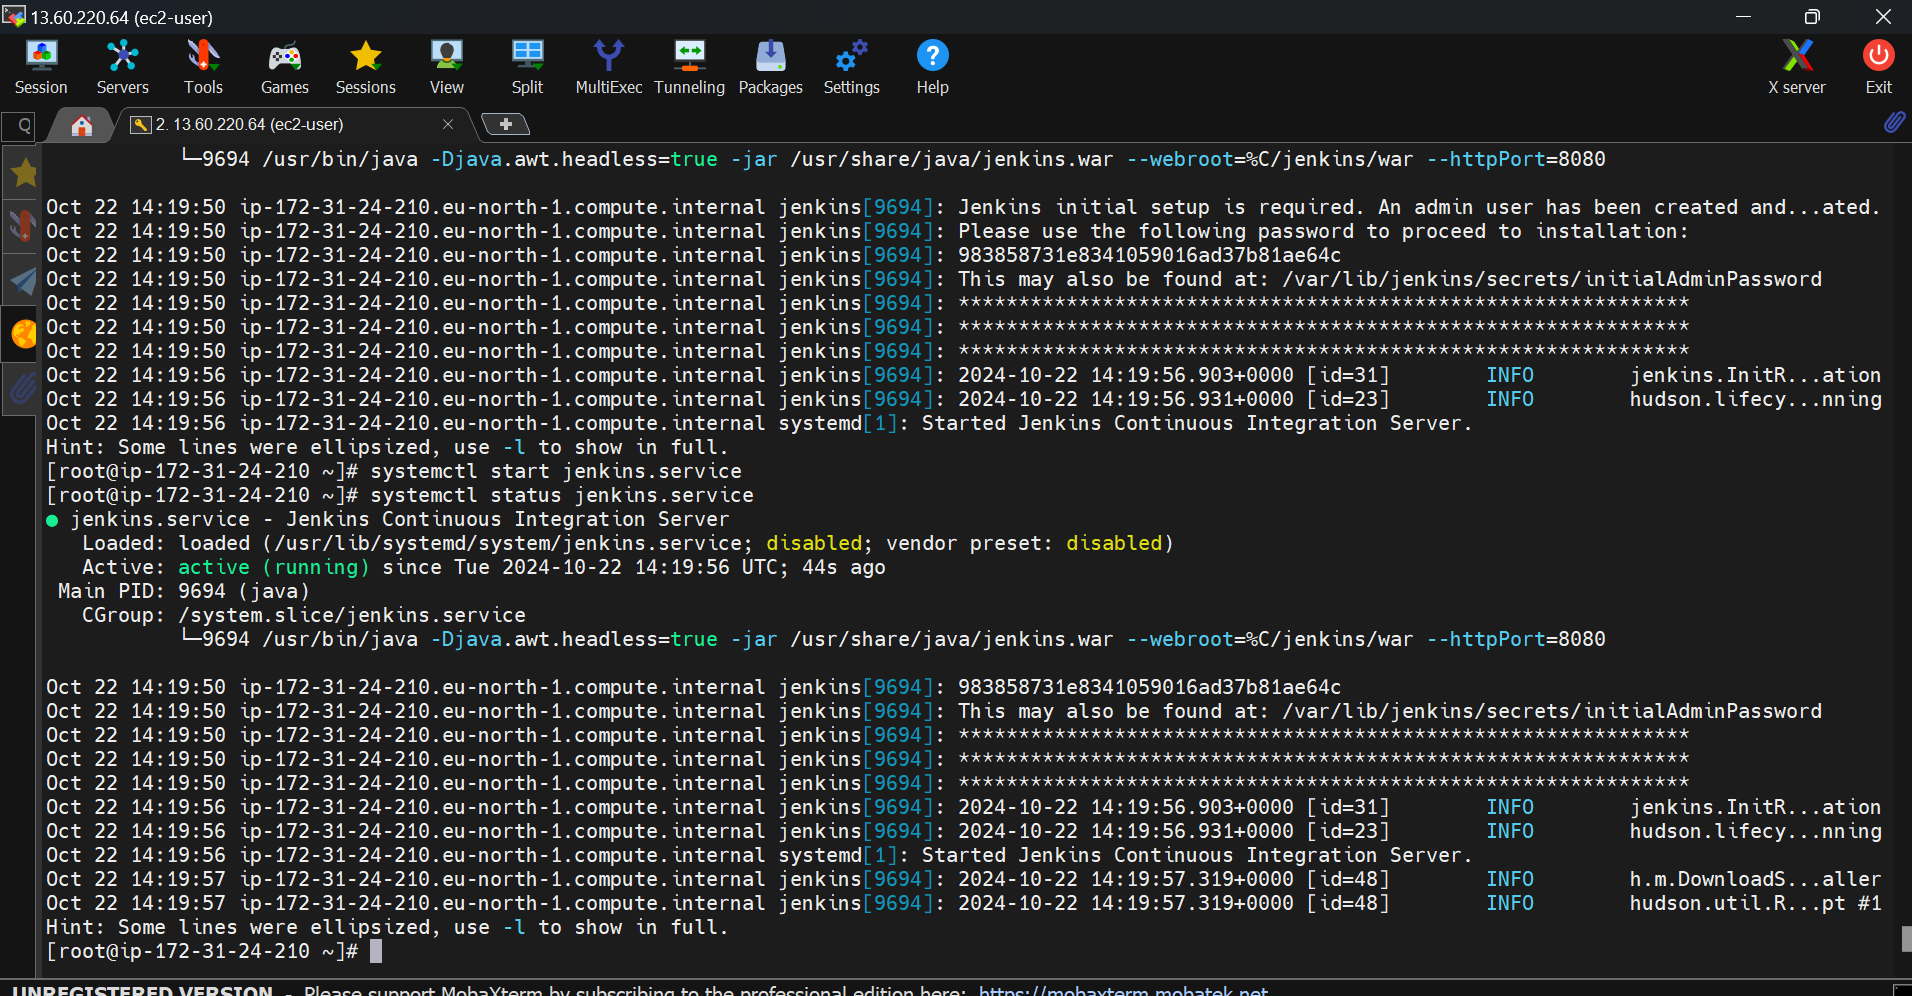 13.60.220.64 (ec2-user)
Session Servers Tools Games Sessions View Split MultiExec Tunneling Packages Settings Help X server Exit
2. 13.60.220.64 (ec2-user)
└─9694 /usr/bin/java -Djava.awt.headless=true -jar /usr/share/java/jenkins.war --webroot=%C/jenkins/war --httpPort=8080
Oct 22 14:19:50 ip-172-31-24-210.eu-north-1.compute.internal jenkins[9694]: Jenkins initial setup is required. An admin user has been created and...ated.
Oct 22 14:19:50 ip-172-31-24-210.eu-north-1.compute.internal jenkins[9694]: Please use the following password to proceed to installation:
Oct 22 14:19:50 ip-172-31-24-210.eu-north-1.compute.internal jenkins[9694]: 983858731e8341059016ad37b81ae64c
Oct 22 14:19:50 ip-172-31-24-210.eu-north-1.compute.internal jenkins[9694]: This may also be found at: /var/lib/jenkins/secrets/initialAdminPassword
Oct 22 14:19:50 ip-172-31-24-210.eu-north-1.compute.internal jenkins[9694]: *************************************************************
Oct 22 14:19:50 ip-172-31-24-210.eu-north-1.compute.internal jenkins[9694]: *************************************************************
Oct 22 14:19:50 ip-172-31-24-210.eu-north-1.compute.internal jenkins[9694]: *************************************************************
Oct 22 14:19:56 ip-172-31-24-210.eu-north-1.compute.internal jenkins[9694]: 2024-10-22 14:19:56.903+0000 [id=31] INFO jenkins.InitR...ation
Oct 22 14:19:56 ip-172-31-24-210.eu-north-1.compute.internal jenkins[9694]: 2024-10-22 14:19:56.931+0000 [id=23] INFO hudson.lifecy...nning
Oct 22 14:19:56 ip-172-31-24-210.eu-north-1.compute.internal systemd[1]: Started Jenkins Continuous Integration Server.
Hint: Some lines were ellipsized, use -l to show in full.
[root@ip-172-31-24-210 ~]# systemctl start jenkins.service
[root@ip-172-31-24-210 ~]# systemctl status jenkins.service
● jenkins.service - Jenkins Continuous Integration Server
Loaded: loaded (/usr/lib/systemd/system/jenkins.service; disabled; vendor preset: disabled)
Active: active (running) since Tue 2024-10-22 14:19:56 UTC; 44s ago
Main PID: 9694 (java)
CGroup: /system.slice/jenkins.service
└─9694 /usr/bin/java -Djava.awt.headless=true -jar /usr/share/java/jenkins.war --webroot=%C/jenkins/war --httpPort=8080
Oct 22 14:19:50 ip-172-31-24-210.eu-north-1.compute.internal jenkins[9694]: 983858731e8341059016ad37b81ae64c
Oct 22 14:19:50 ip-172-31-24-210.eu-north-1.compute.internal jenkins[9694]: This may also be found at: /var/lib/jenkins/secrets/initialAdminPassword
Oct 22 14:19:50 ip-172-31-24-210.eu-north-1.compute.internal jenkins[9694]: *************************************************************
Oct 22 14:19:50 ip-172-31-24-210.eu-north-1.compute.internal jenkins[9694]: *************************************************************
Oct 22 14:19:50 ip-172-31-24-210.eu-north-1.compute.internal jenkins[9694]: *************************************************************
Oct 22 14:19:56 ip-172-31-24-210.eu-north-1.compute.internal jenkins[9694]: 2024-10-22 14:19:56.903+0000 [id=31] INFO jenkins.InitR...ation
Oct 22 14:19:56 ip-172-31-24-210.eu-north-1.compute.internal jenkins[9694]: 2024-10-22 14:19:56.931+0000 [id=23] INFO hudson.lifecy...nning
Oct 22 14:19:56 ip-172-31-24-210.eu-north-1.compute.internal systemd[1]: Started Jenkins Continuous Integration Server.
Oct 22 14:19:57 ip-172-31-24-210.eu-north-1.compute.internal jenkins[9694]: 2024-10-22 14:19:57.319+0000 [id=48] INFO h.m.DownloadS...aller
Oct 22 14:19:57 ip-172-31-24-210.eu-north-1.compute.internal jenkins[9694]: 2024-10-22 14:19:57.319+0000 [id=48] INFO hudson.util.R...pt #1
Hint: Some lines were ellipsized, use -l to show in full.
[root@ip-172-31-24-210 ~]#
UNREGISTERED VERSION - Please support MobaXterm by subscribing to the professional edition here: https://mobaxterm.mobatek.net